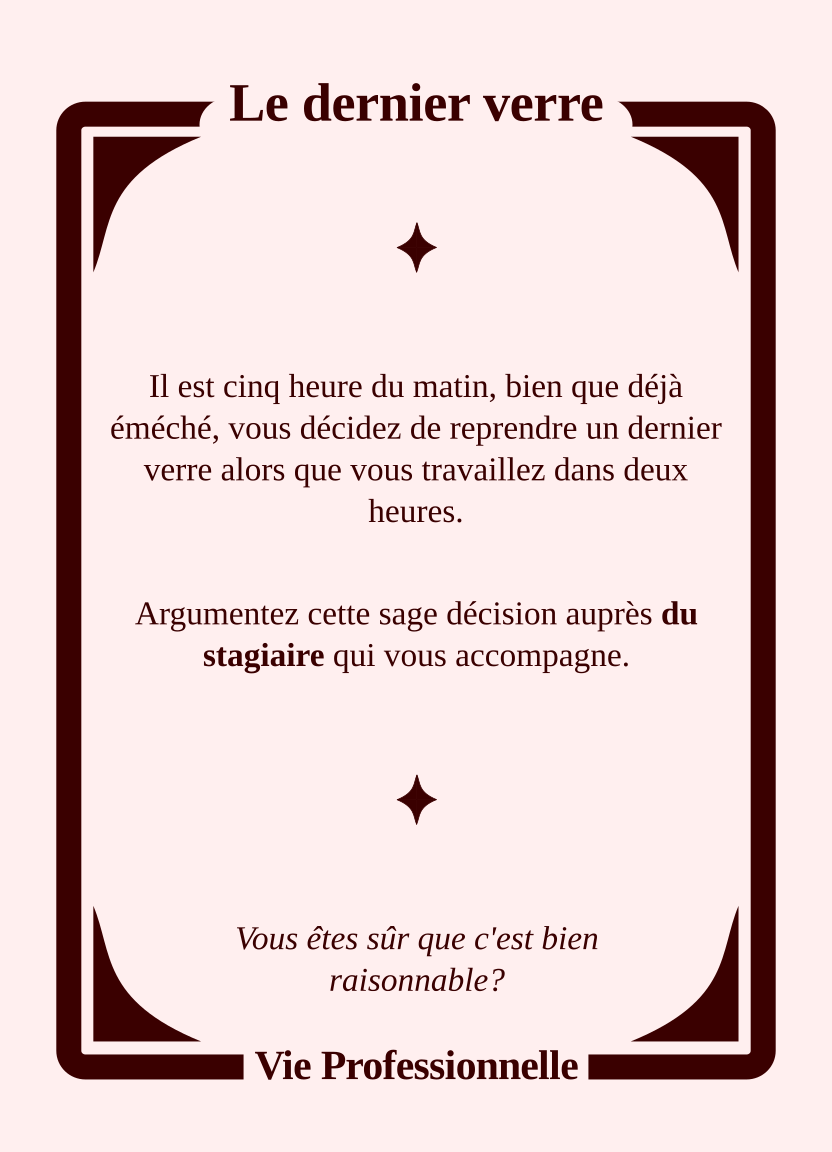 Le dernier verre
Il est cinq heure du matin, bien que déjà
éméché, vous décidez de reprendre un dernier
verre alors que vous travaillez dans deux
heures.
Argumentez cette sage décision auprès du
stagiaire qui vous accompagne.
Vous êtes sûr que c'est bien
raisonnable?
Vie Professionnelle